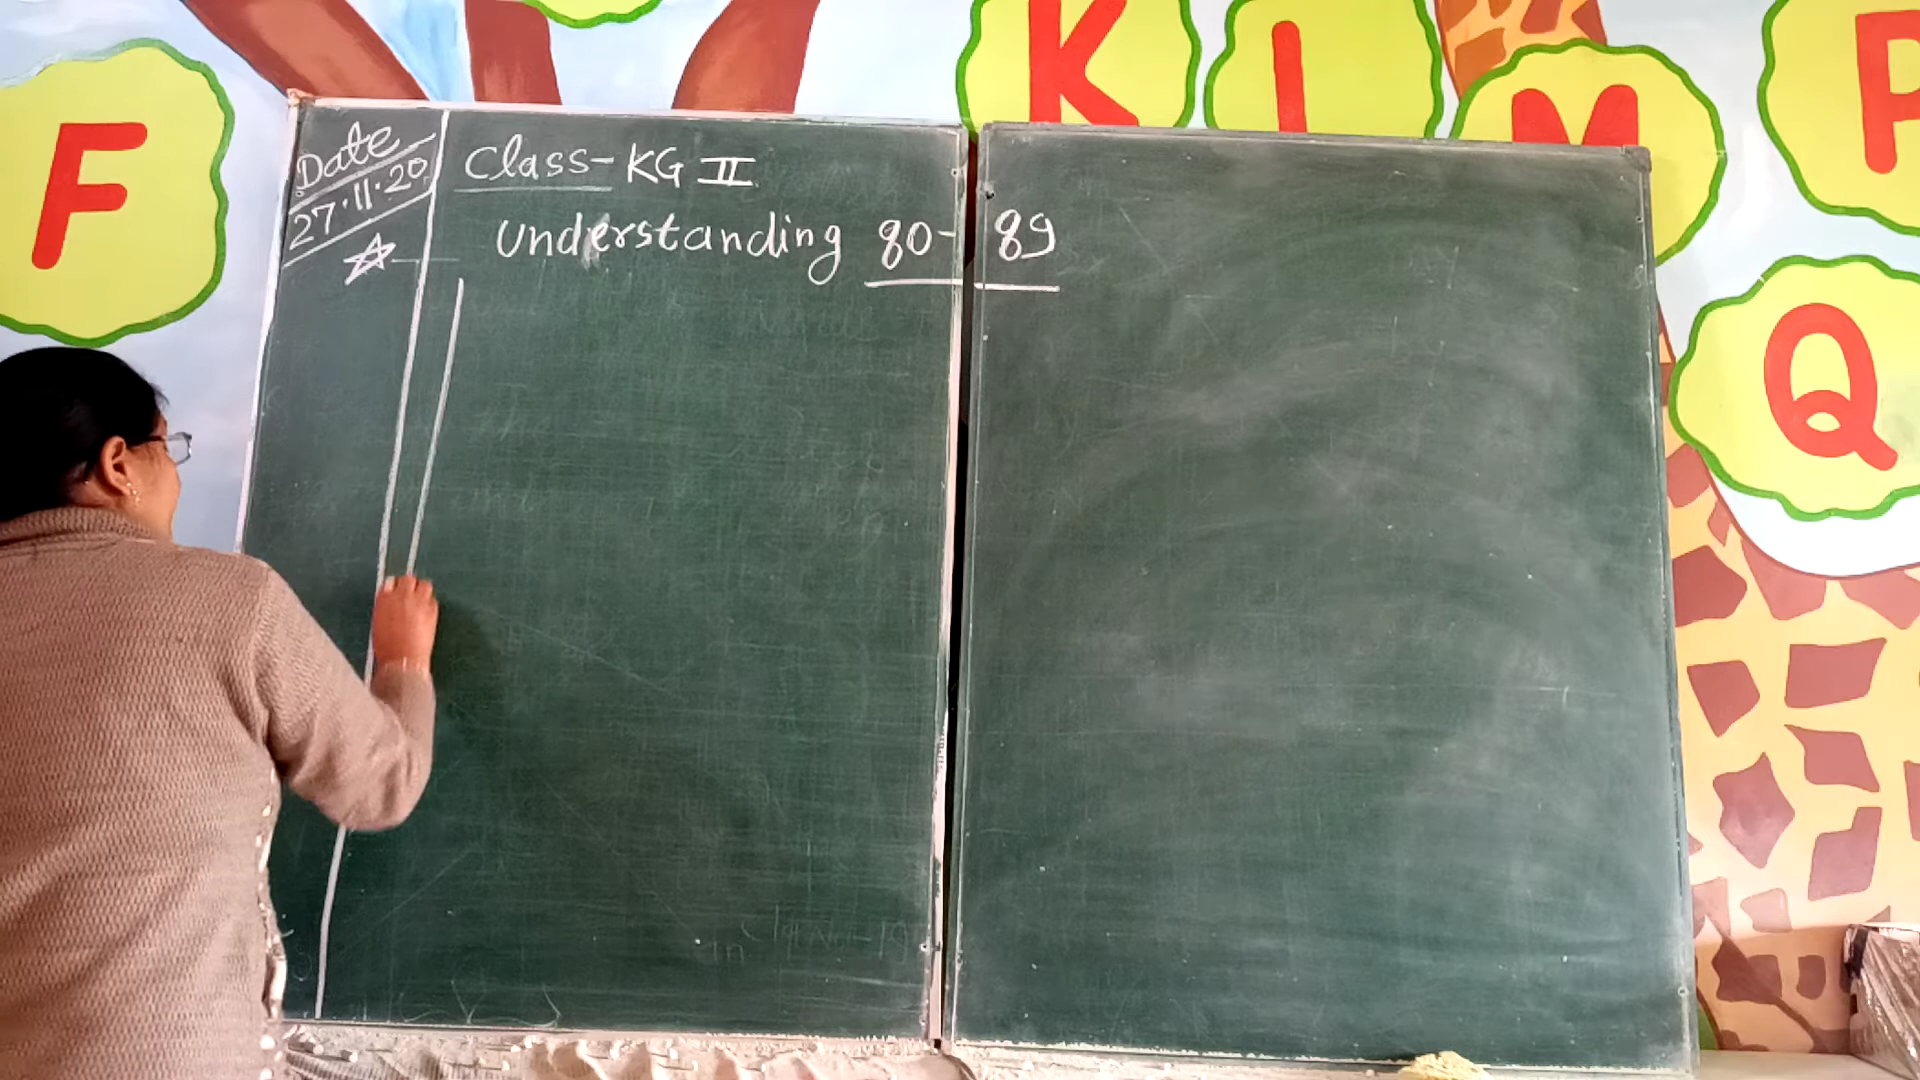 F
K
I
M
P
Q
Date
27.11.20
Class-KG II
Understanding 80-89